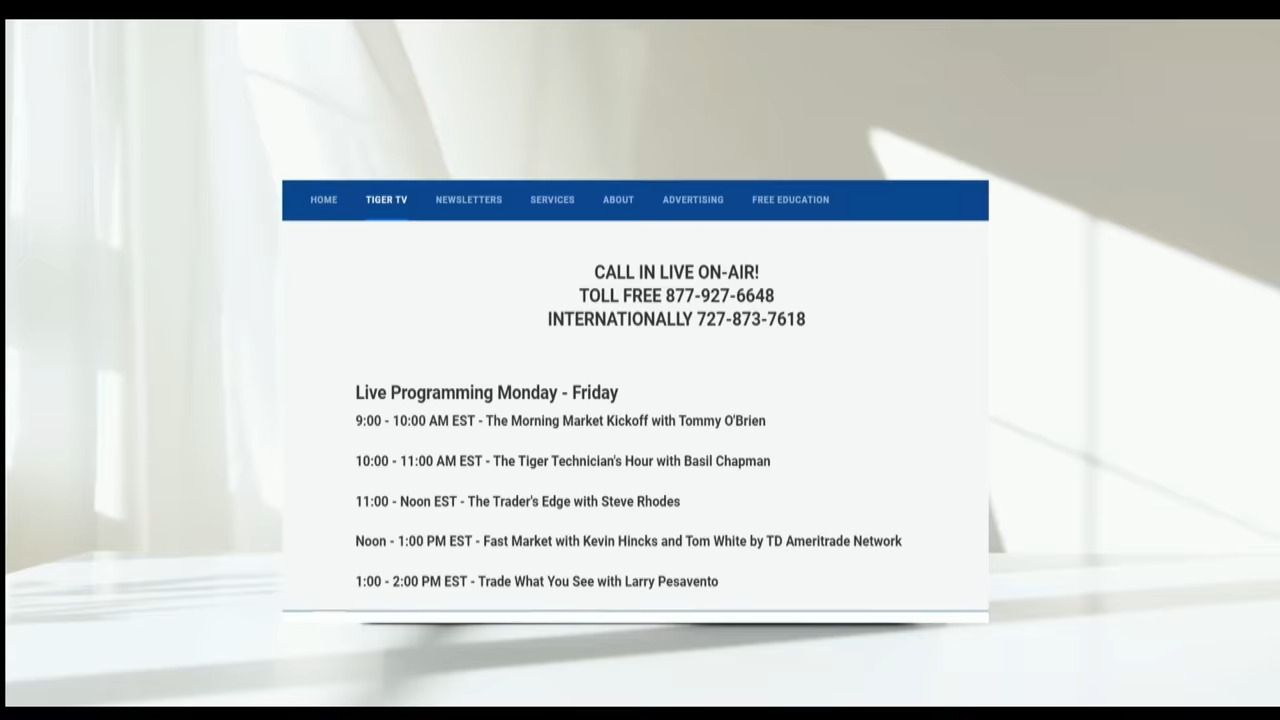 HOME TIGER TV NEWSLETTERS SERVICES ABOUT ADVERTISING FREE EDUCATION
CALL IN LIVE ON-AIR!
TOLL FREE 877-927-6648
INTERNATIONALLY 727-873-7618
Live Programming Monday - Friday
9:00 - 10:00 AM EST - The Morning Market Kickoff with Tommy O'Brien
10:00 - 11:00 AM EST - The Tiger Technician's Hour with Basil Chapman
11:00 - Noon EST - The Trader's Edge with Steve Rhodes
Noon - 1:00 PM EST - Fast Market with Kevin Hincks and Tom White by TD Ameritrade Network
1:00 - 2:00 PM EST - Trade What You See with Larry Pesavento